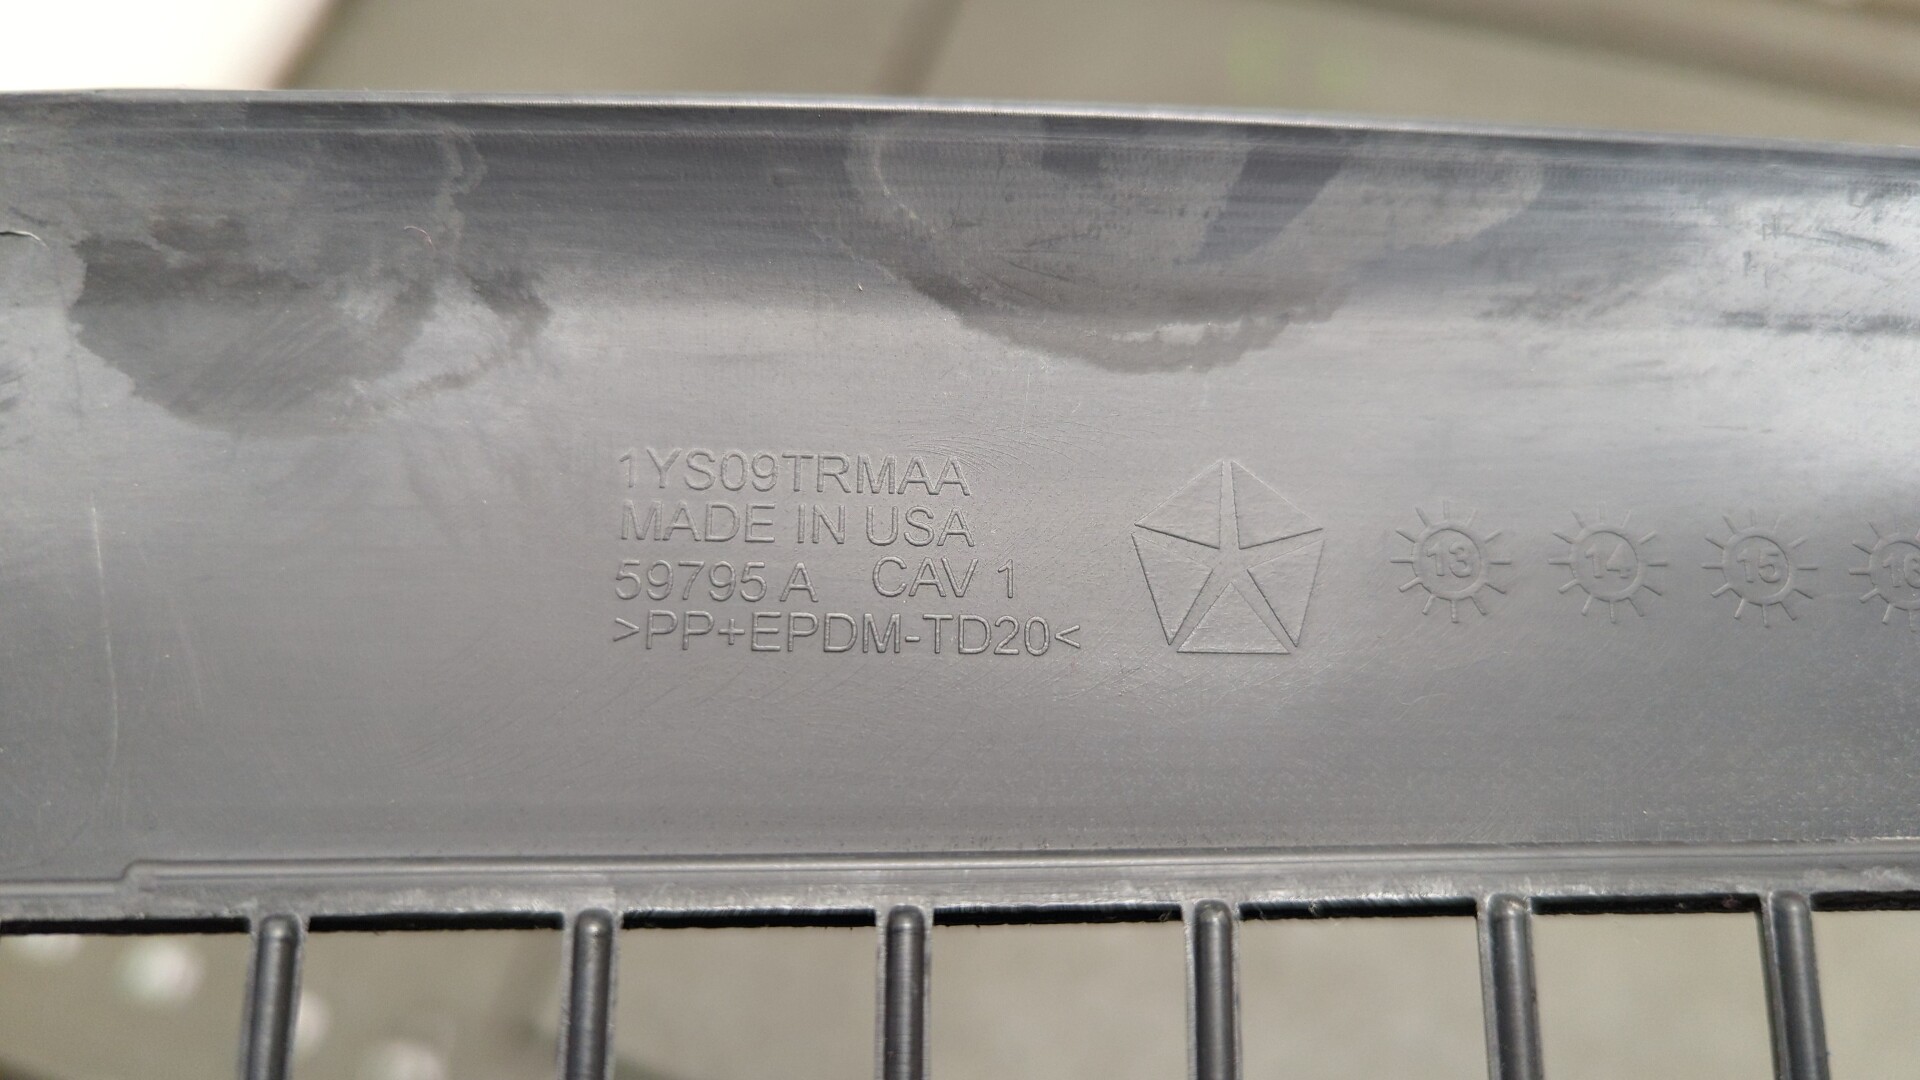 1YS09TRMAA
MADE IN USA
59795 A CAV 1
>PP+EPDM-TD20<
13 14 15